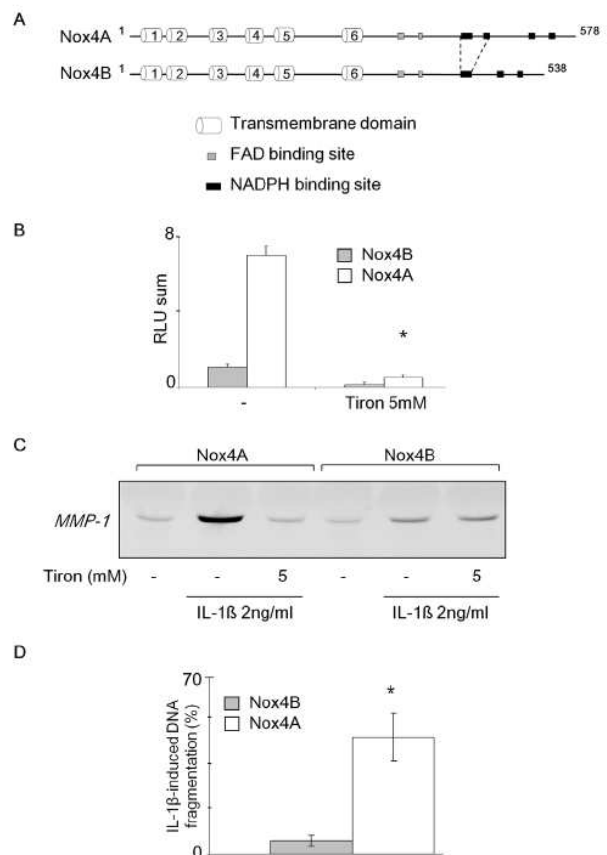 A
Nox4A 1 1 2 3 4 5 6 578
Nox4B 1 1 2 3 4 5 6 538
Transmembrane domain
FAD binding site
NADPH binding site
B
8
Nox4B
Nox4A
*
RLU sum
0
- Tiron 5mM
C
Nox4A Nox4B
MMP-1
Tiron (mM) - - 5 - - 5
IL-1ß 2ng/ml IL-1ß 2ng/ml
D
70
Nox4B
Nox4A
*
IL-1β-induced DNA
fragmentation (%)
0